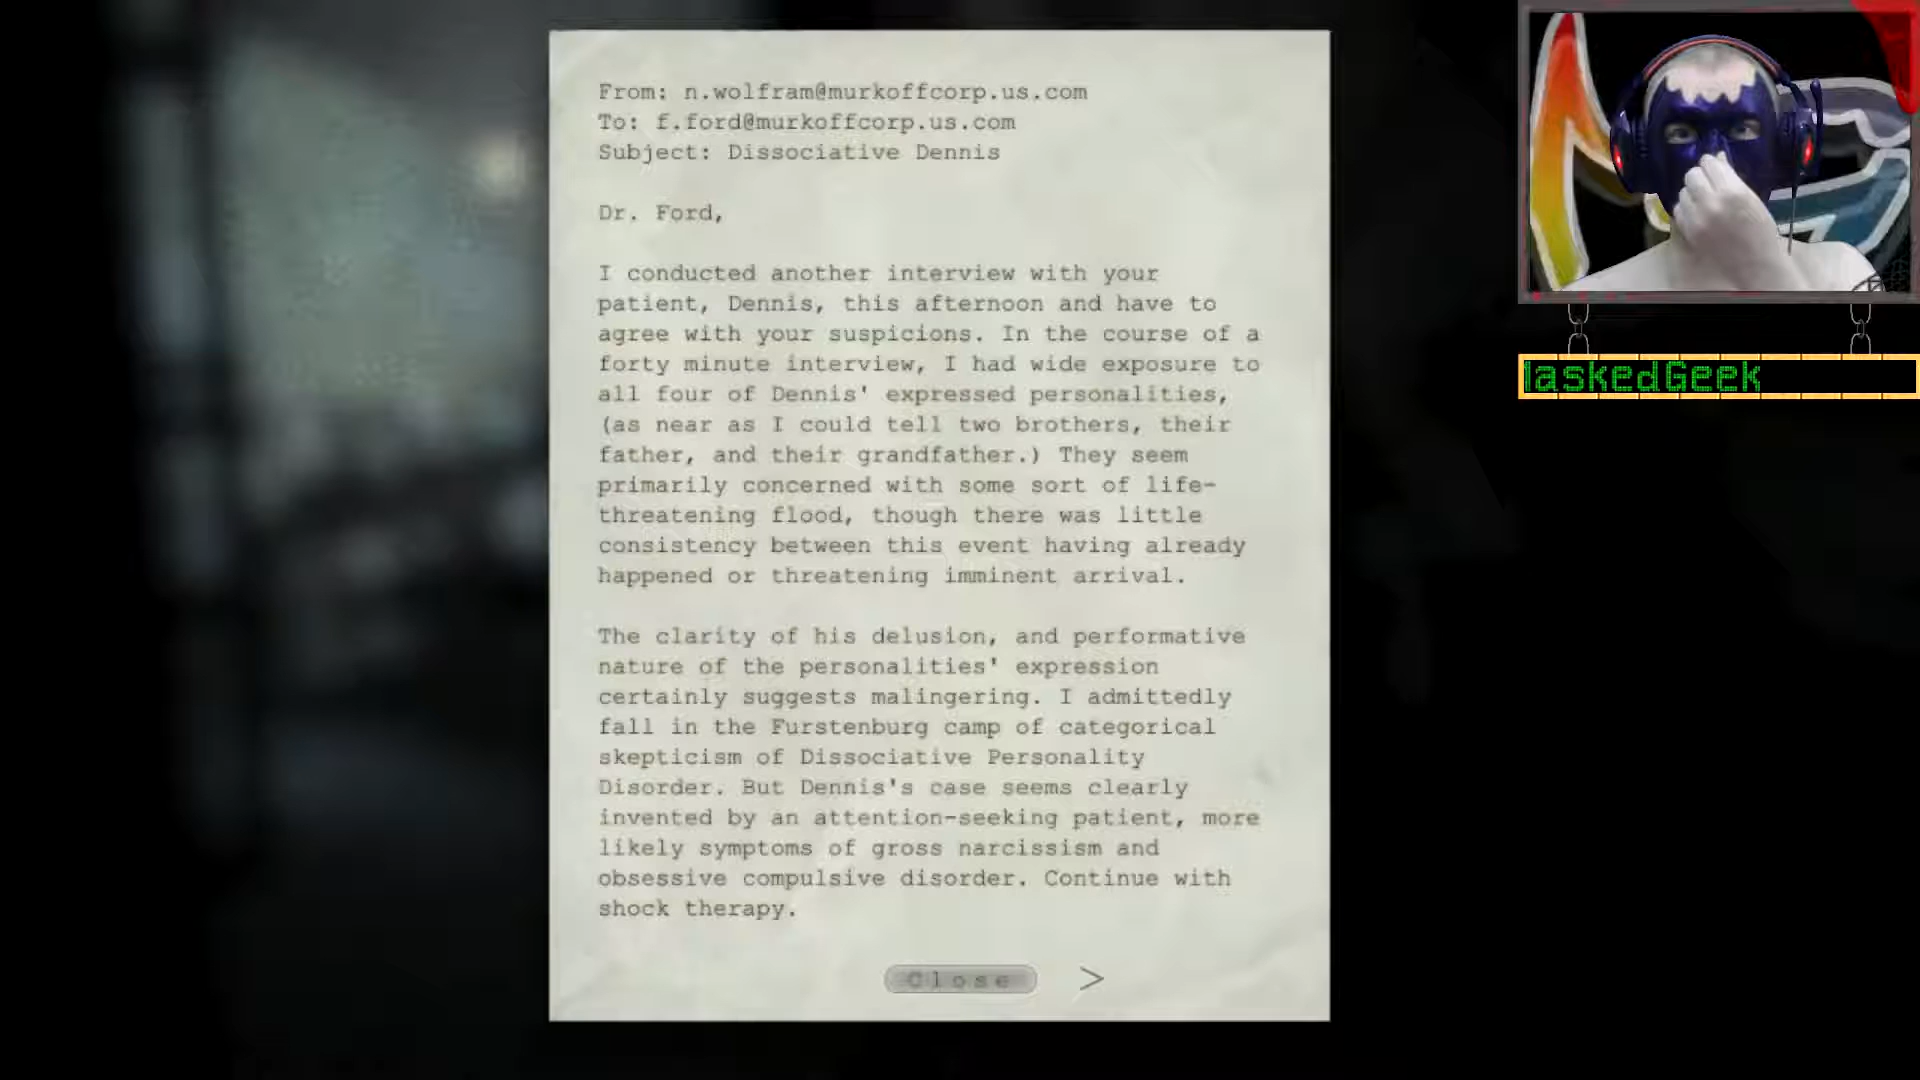 From: n.wolfram@murkoffcorp.us.com
To: f.ford@murkoffcorp.us.com
Subject: Dissociative Dennis
Dr. Ford,
I conducted another interview with your
patient, Dennis, this afternoon and have to
agree with your suspicions. In the course of a
forty minute interview, I had wide exposure to
all four of Dennis' expressed personalities,
(as near as I could tell two brothers, their
father, and their grandfather.) They seem
primarily concerned with some sort of life-
threatening flood, though there was little
consistency between this event having already
happened or threatening imminent arrival.
The clarity of his delusion, and performative
nature of the personalities' expression
certainly suggests malingering. I admittedly
fall in the Furstenburg camp of categorical
skepticism of Dissociative Personality
Disorder. But Dennis's case seems clearly
invented by an attention-seeking patient, more
likely symptoms of gross narcissism and
obsessive compulsive disorder. Continue with
shock therapy.
Close >
askedGeek